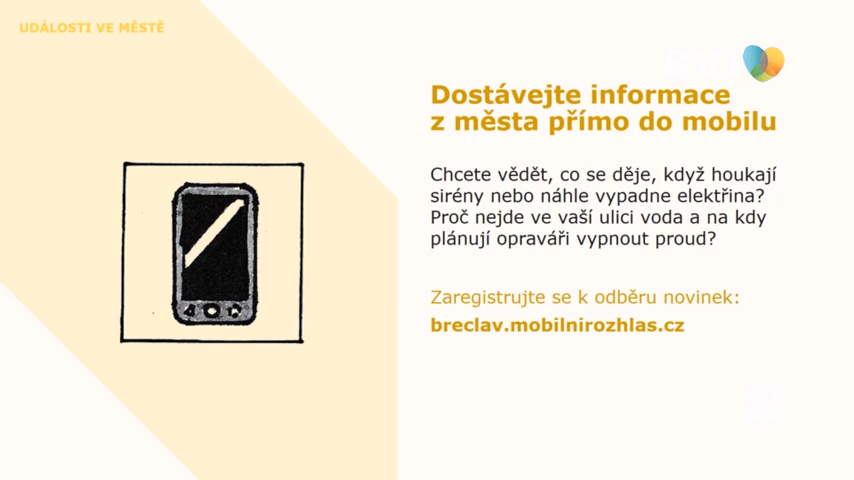 UDÁLOSTI VE MĚSTĚ
Dostávejte informace
z města přímo do mobilu
Chcete vědět, co se děje, když houkají
sirény nebo náhle vypadne elektřina?
Proč nejde ve vaší ulici voda a na kdy
plánují opraváři vypnout proud?
Zaregistrujte se k odběru novinek:
breclav.mobilnirozhlas.cz